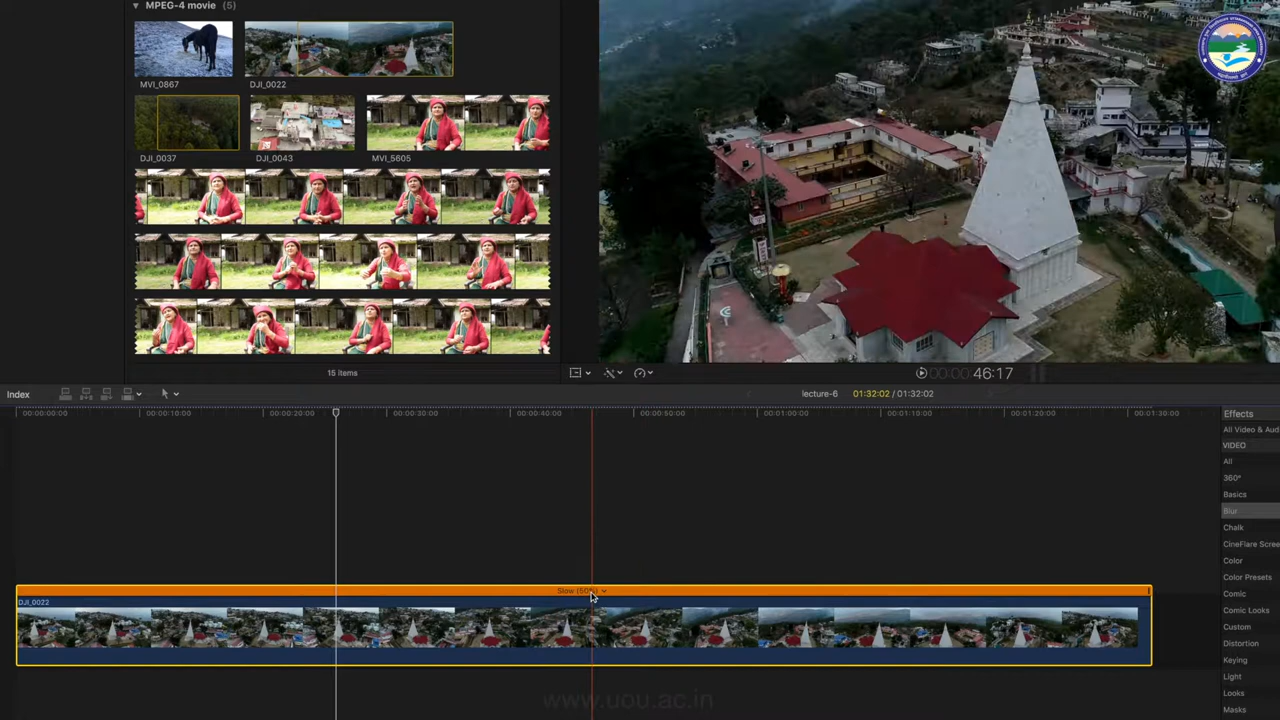 MPEG-4 movie (5)
MVI_0867
DJI_0022
DJI_0037
DJI_0043
MVI_5605
15 items
00:00:00 46:17
Index
lecture-6
01:32:02 / 01:32:02
00:00:00:00
00:00:10:00
00:00:20:00
00:00:30:00
00:00:40:00
00:00:50:00
00:01:00:00
00:01:10:00
00:01:20:00
00:01:30:00
Effects
All Video & Aud
VIDEO
All
360°
Basics
Blur
Chalk
CineFlare Scree
Color
Color Presets
Comic
Comic Looks
Custom
Distortion
Keying
Light
Looks
Masks
Slow (50%)
DJI_0022
www.uou.ac.in